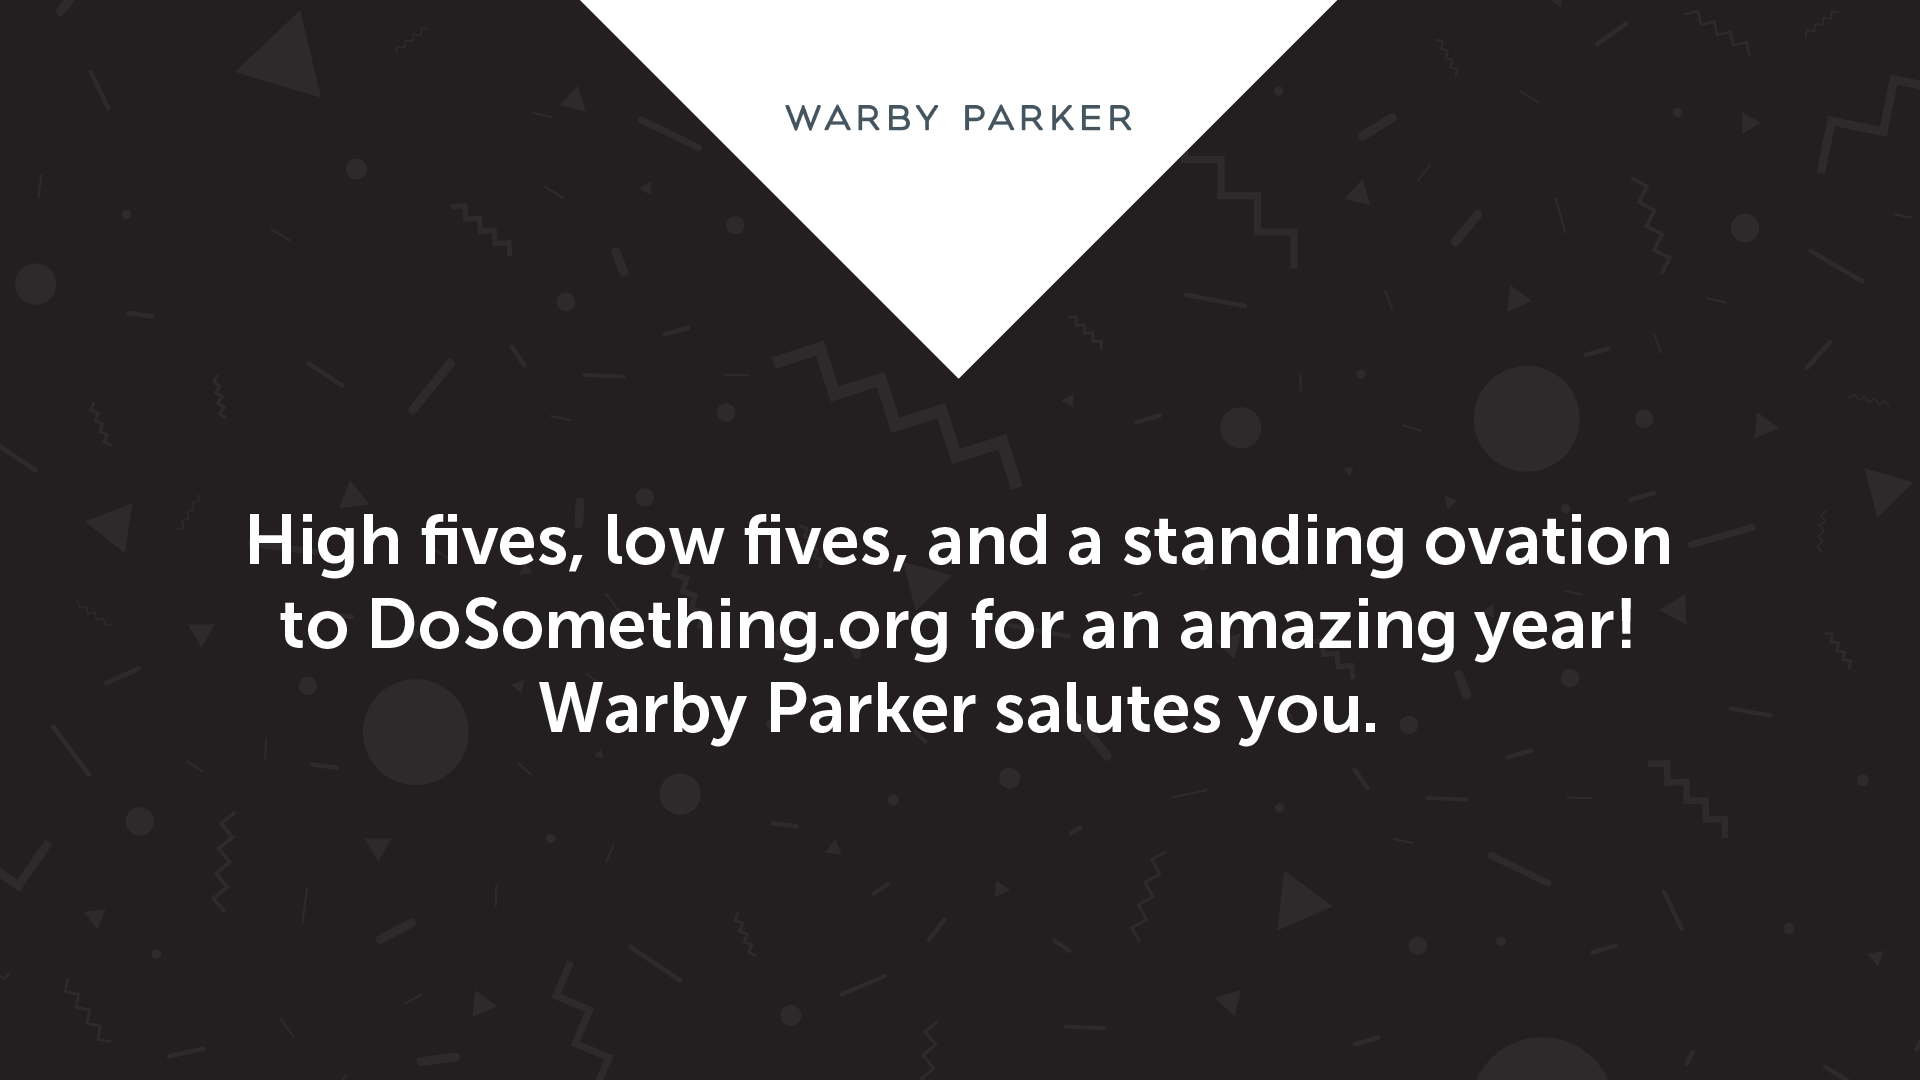 WARBY PARKER
High fives, low fives, and a standing ovation
to DoSomething.org for an amazing year!
Warby Parker salutes you.